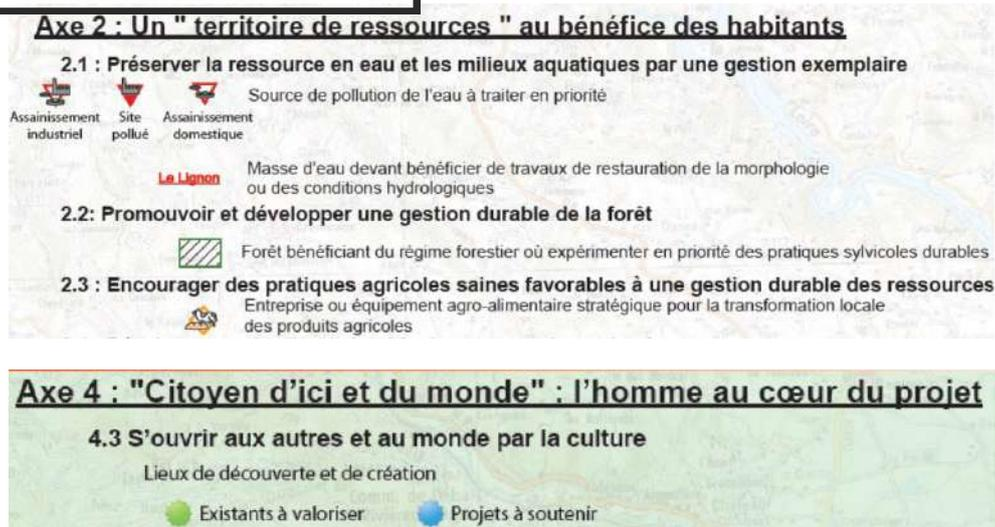 Axe 2 : Un " territoire de ressources " au bénéfice des habitants
2.1 : Préserver la ressource en eau et les milieux aquatiques par une gestion exemplaire
Source de pollution de l'eau à traiter en priorité
Assainissement industriel
Site pollué
Assainissement domestique
Le Lignon
Masse d'eau devant bénéficier de travaux de restauration de la morphologie
ou des conditions hydrologiques
2.2: Promouvoir et développer une gestion durable de la forêt
Forêt bénéficiant du régime forestier où expérimenter en priorité des pratiques sylvicoles durables
2.3 : Encourager des pratiques agricoles saines favorables à une gestion durable des ressources
Entreprise ou équipement agro-alimentaire stratégique pour la transformation locale
des produits agricoles
Axe 4 : "Citoyen d'ici et du monde" : l'homme au cœur du projet
4.3 S'ouvrir aux autres et au monde par la culture
Lieux de découverte et de création
Existants à valoriser
Projets à soutenir